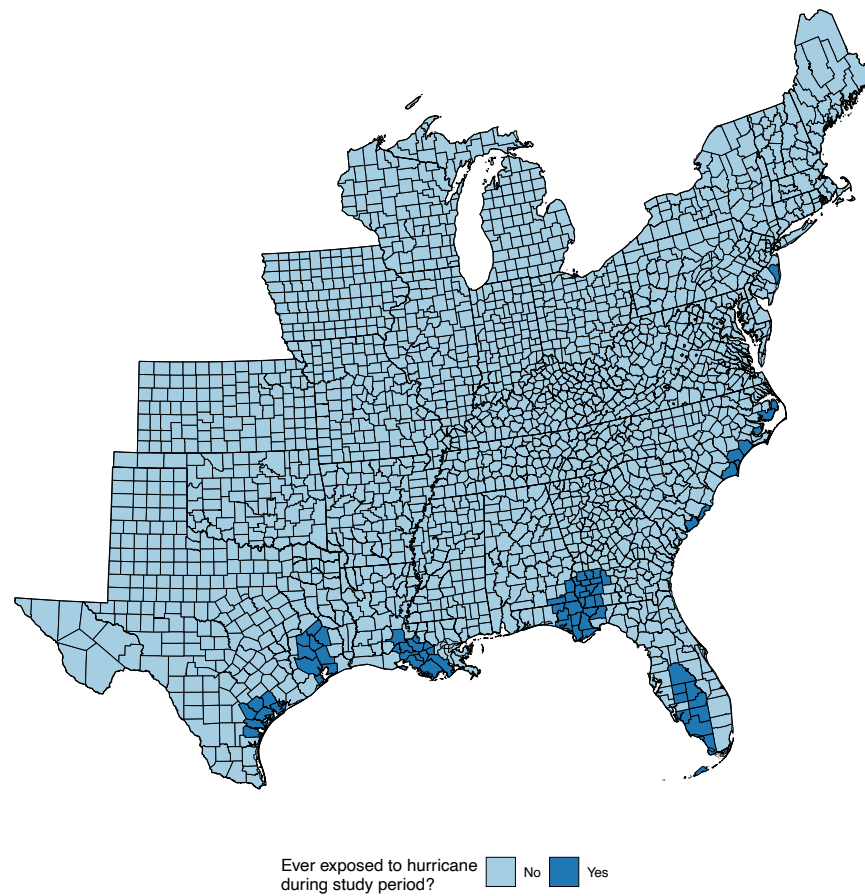 Ever exposed to hurricane
during study period?
No
Yes